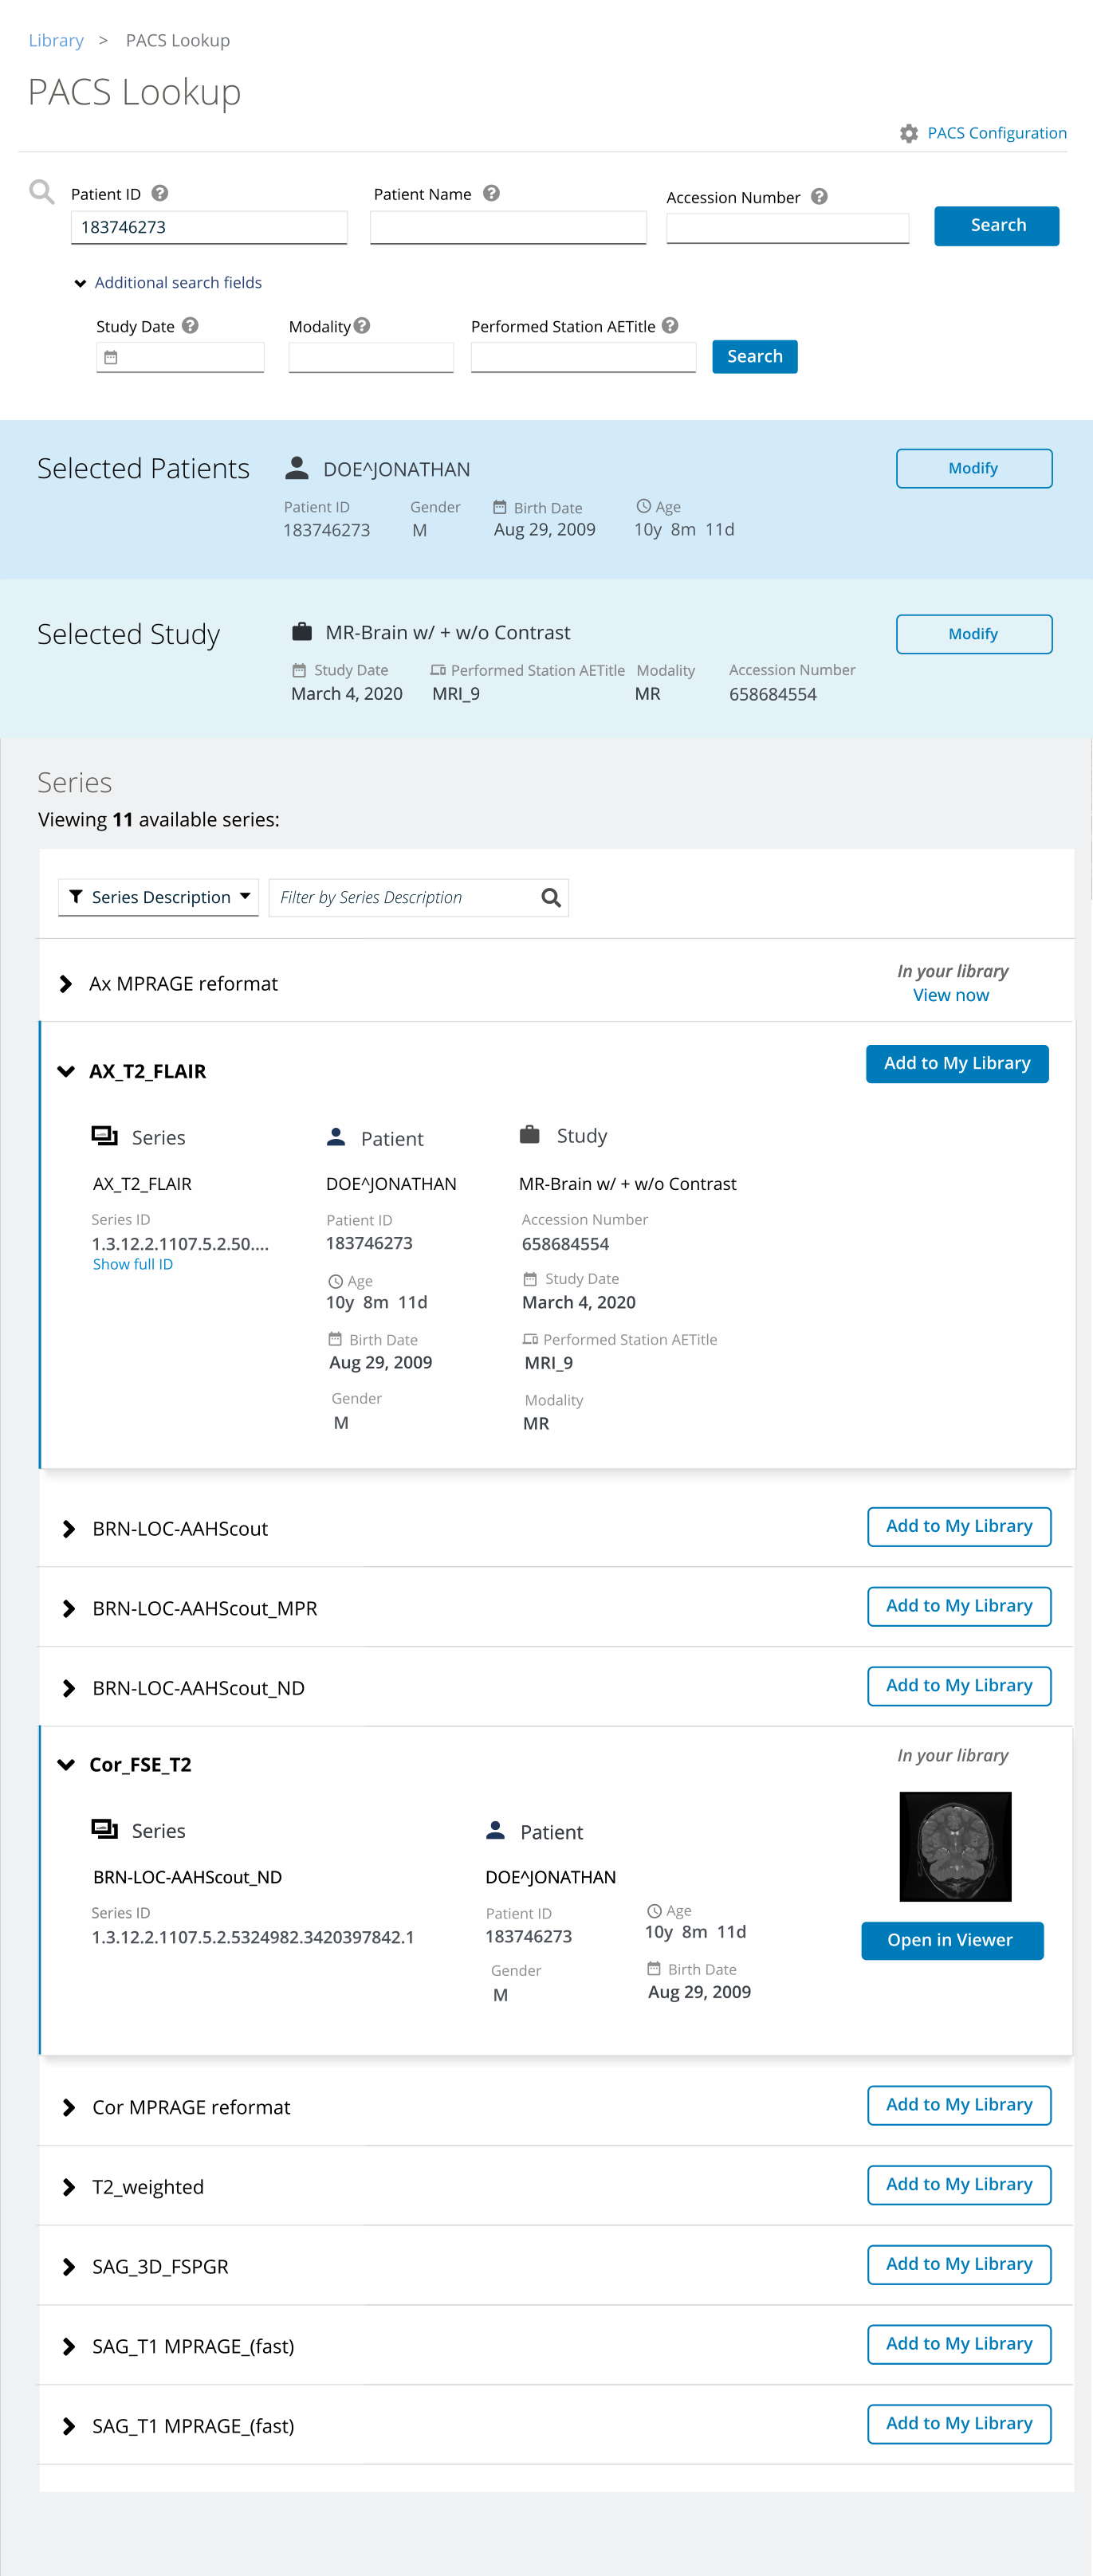 Library > PACS Lookup
PACS Lookup
PACS Configuration
Patient ID
Patient Name
Accession Number
183746273
Search
Additional search fields
Study Date
Modality
Performed Station AETitle
Search
Selected Patients
DOE^JONATHAN
Modify
Patient ID Gender Birth Date Age
183746273 M Aug 29, 2009 10y 8m 11d
Selected Study
MR-Brain w/ + w/o Contrast
Modify
Study Date Performed Station AETitle Modality Accession Number
March 4, 2020 MRI_9 MR 658684554
Series
Viewing 11 available series:
Series Description
Filter by Series Description
Ax MPRAGE reformat
In your library
View now
AX_T2_FLAIR
Add to My Library
Series Patient Study
AX_T2_FLAIR DOE^JONATHAN MR-Brain w/ + w/o Contrast
Series ID Patient ID Accession Number
1.3.12.2.1107.5.2.50.... 183746273 658684554
Show full ID
Age Study Date
10y 8m 11d March 4, 2020
Birth Date Performed Station AETitle
Aug 29, 2009 MRI_9
Gender Modality
M MR
BRN-LOC-AAHScout Add to My Library
BRN-LOC-AAHScout_MPR Add to My Library
BRN-LOC-AAHScout_ND Add to My Library
Cor_FSE_T2
In your library
Series Patient
BRN-LOC-AAHScout_ND DOE^JONATHAN
Series ID Patient ID Age
1.3.12.2.1107.5.2.5324982.3420397842.1 183746273 10y 8m 11d
Open in Viewer
Gender Birth Date
M Aug 29, 2009
Cor MPRAGE reformat Add to My Library
T2_weighted Add to My Library
SAG_3D_FSPGR Add to My Library
SAG_T1 MPRAGE_(fast) Add to My Library
SAG_T1 MPRAGE_(fast) Add to My Library